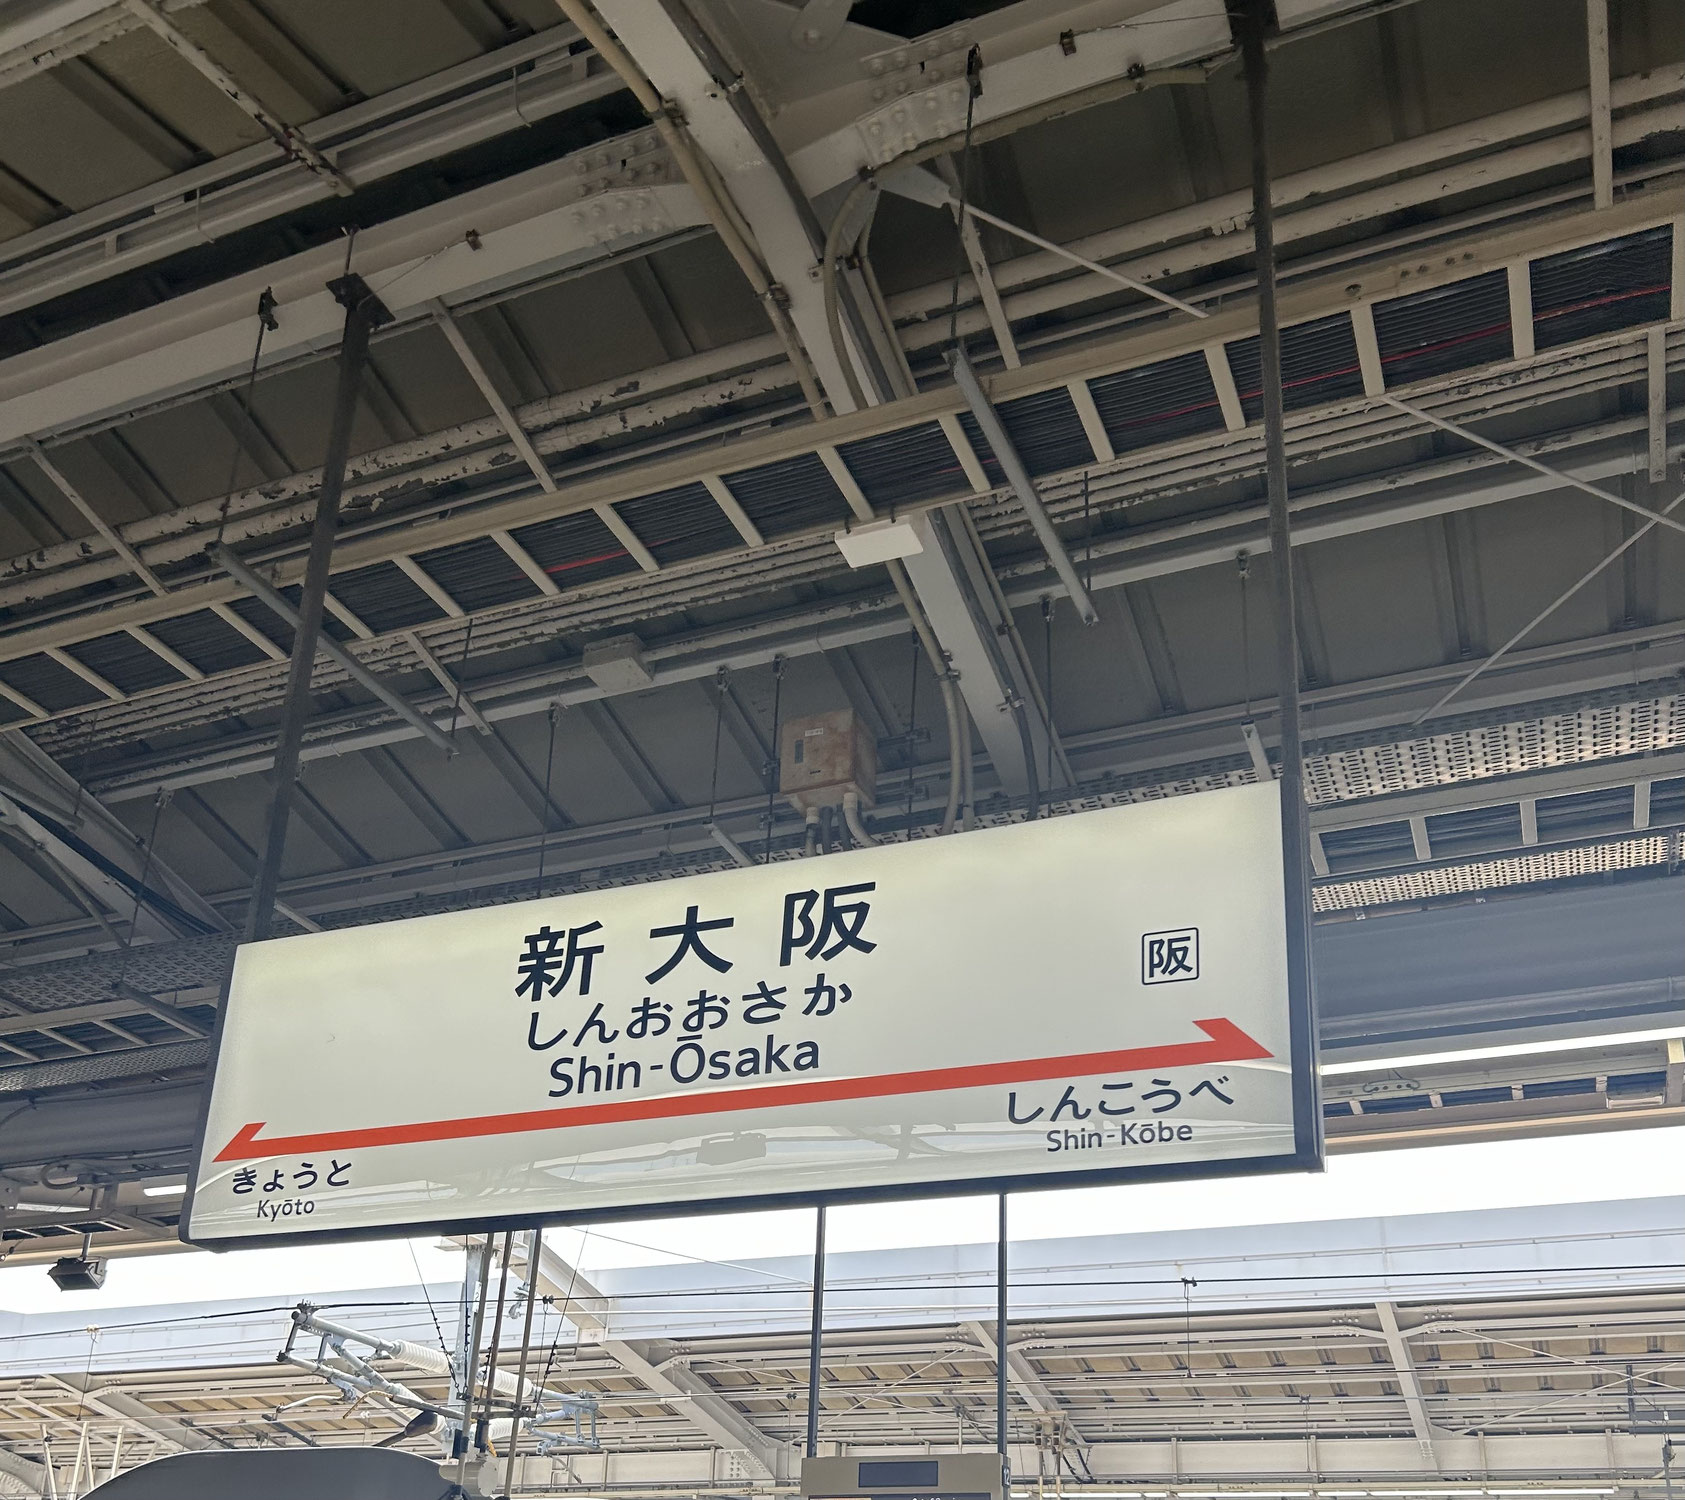 新大阪
しんおおさか
Shin-Ōsaka
阪
きょうと
Kyōto
しんこうべ
Shin-Kōbe